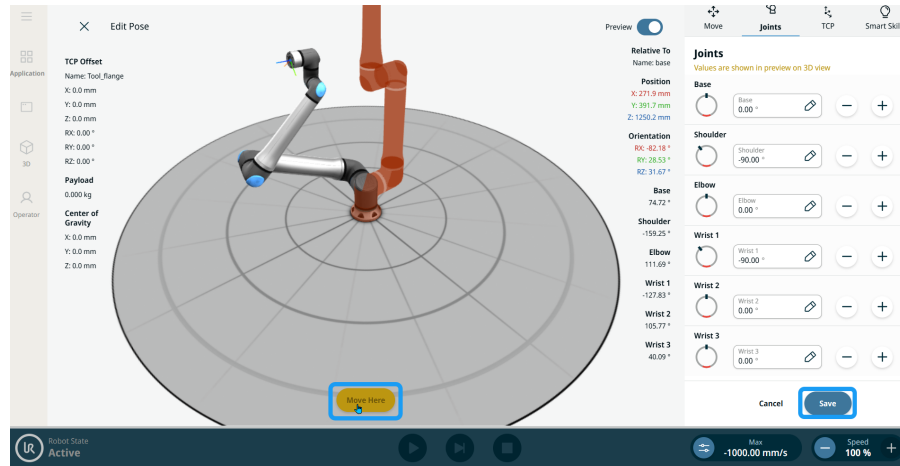 Edit Pose
Preview
Application
3D
Operator
TCP Offset
Name: Tool_flange
X: 0.0 mm
Y: 0.0 mm
Z: 0.0 mm
RX: 0.00 °
RY: 0.00 °
RZ: 0.00 °
Payload
0.000 kg
Center of
Gravity
X: 0.0 mm
Y: 0.0 mm
Z: 0.0 mm
Relative To
Name: base
Position
X: 271.9 mm
Y: 391.7 mm
Z: 1250.2 mm
Orientation
RX: -82.18 °
RY: 28.53 °
RZ: 31.67 °
Base
74.72 °
Shoulder
-159.25 °
Elbow
111.69 °
Wrist 1
-127.83 °
Wrist 2
105.77 °
Wrist 3
40.09 °
Move Here
Move
Joints
TCP
Smart Skil
Joints
Values are shown in preview on 3D view
Base
Base
0.00 °
Shoulder
Shoulder
-90.00 °
Elbow
Elbow
0.00 °
Wrist 1
Wrist 1
-90.00 °
Wrist 2
Wrist 2
0.00 °
Wrist 3
Wrist 3
0.00 °
Cancel
Save
UR
Robot State
Active
Max
-1000.00 mm/s
Speed
100 %